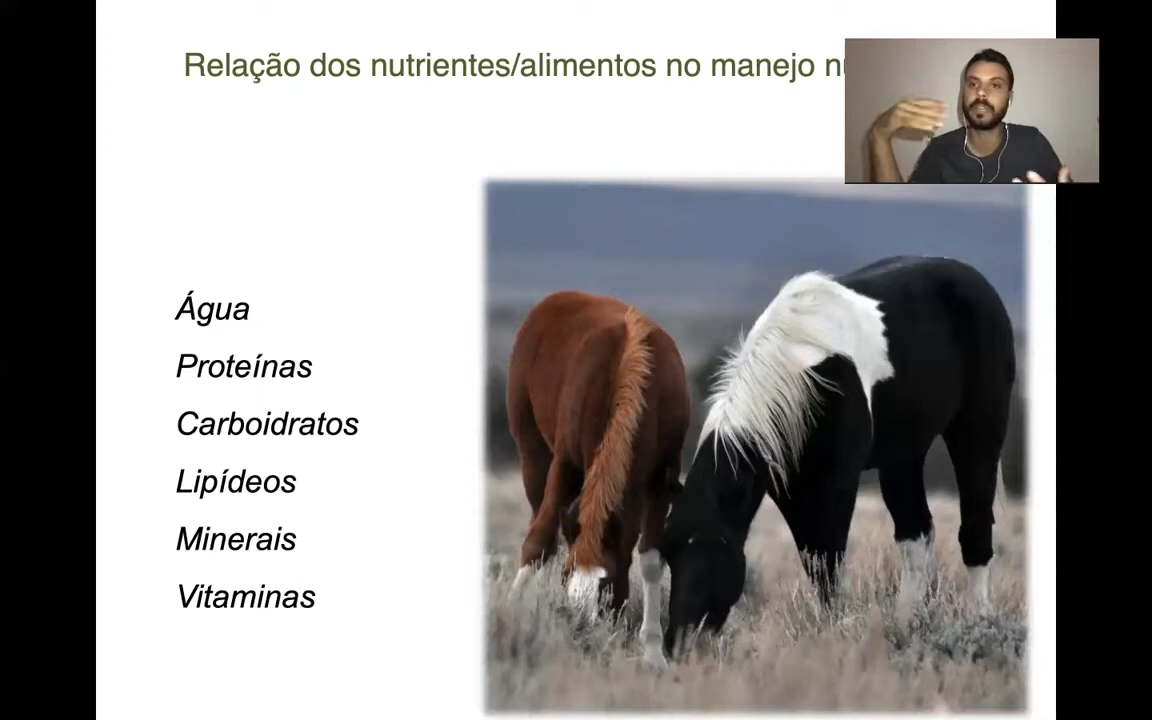 Relação dos nutrientes/alimentos no manejo
Água
Proteínas
Carboidratos
Lipídeos
Minerais
Vitaminas